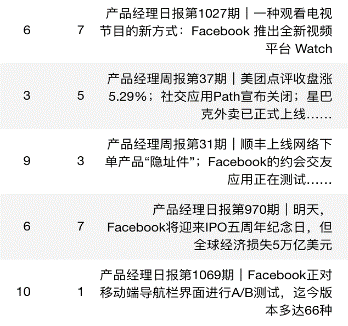 6 7 产品经理日报第1027期｜一种观看电视
节目的新方式：Facebook 推出全新视频
平台 Watch
3 5 产品经理周报第37期｜美团点评收盘涨
5.29%；社交应用Path宣布关闭；星巴
克外卖已正式上线……
9 3 产品经理周报第31期｜顺丰上线网络下
单产品“隐址件”；Facebook的约会交友
应用正在测试……
6 7 产品经理日报第970期｜明天，
Facebook将迎来IPO五周年纪念日，但
全球经济损失5万亿美元
10 1 产品经理日报第1069期｜Facebook正对
移动端导航栏界面进行A/B测试，迄今版
本多达66种